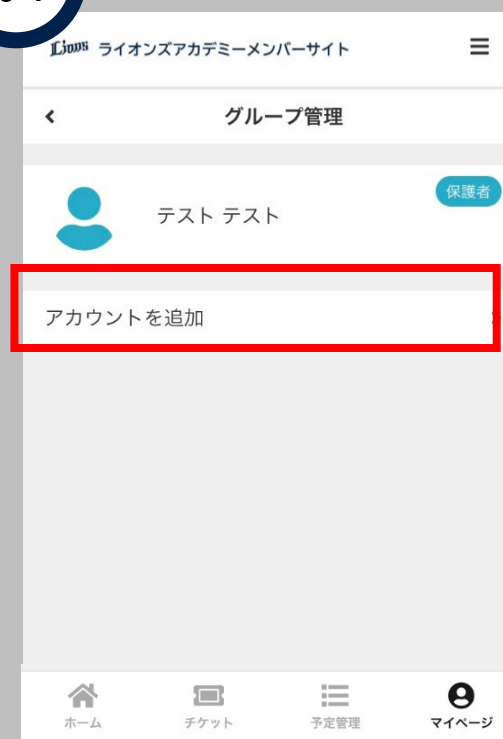 Lions ライオンズアカデミーメンバーサイト
グループ管理
保護者
テスト テスト
アカウントを追加
ホーム チケット 予定管理 マイページ